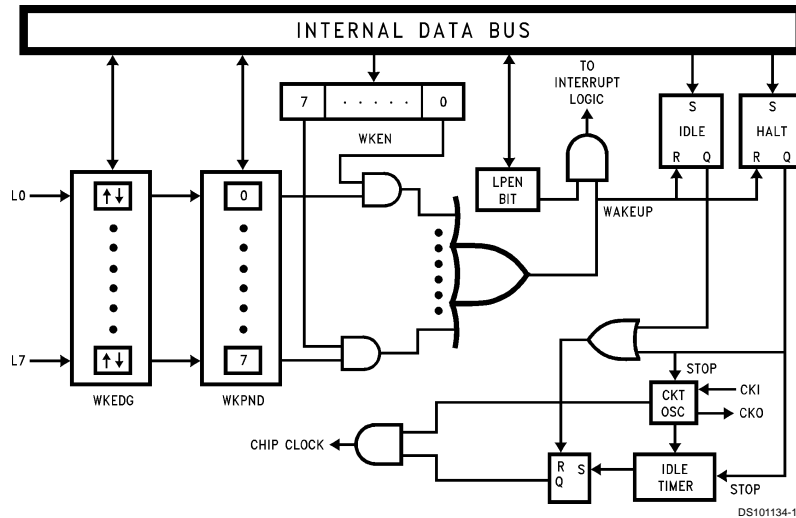 INTERNAL DATA BUS
TO
INTERRUPT
LOGIC
7 . . . . . 0
WKEN
S
IDLE
R Q
S
HALT
R Q
LPEN
BIT
WAKEUP
L0
0
L7
7
WKEDG
WKPND
STOP
CKT
OSC
CKI
CKO
CHIP CLOCK
R S
Q
IDLE
TIMER
STOP
DS101134-1